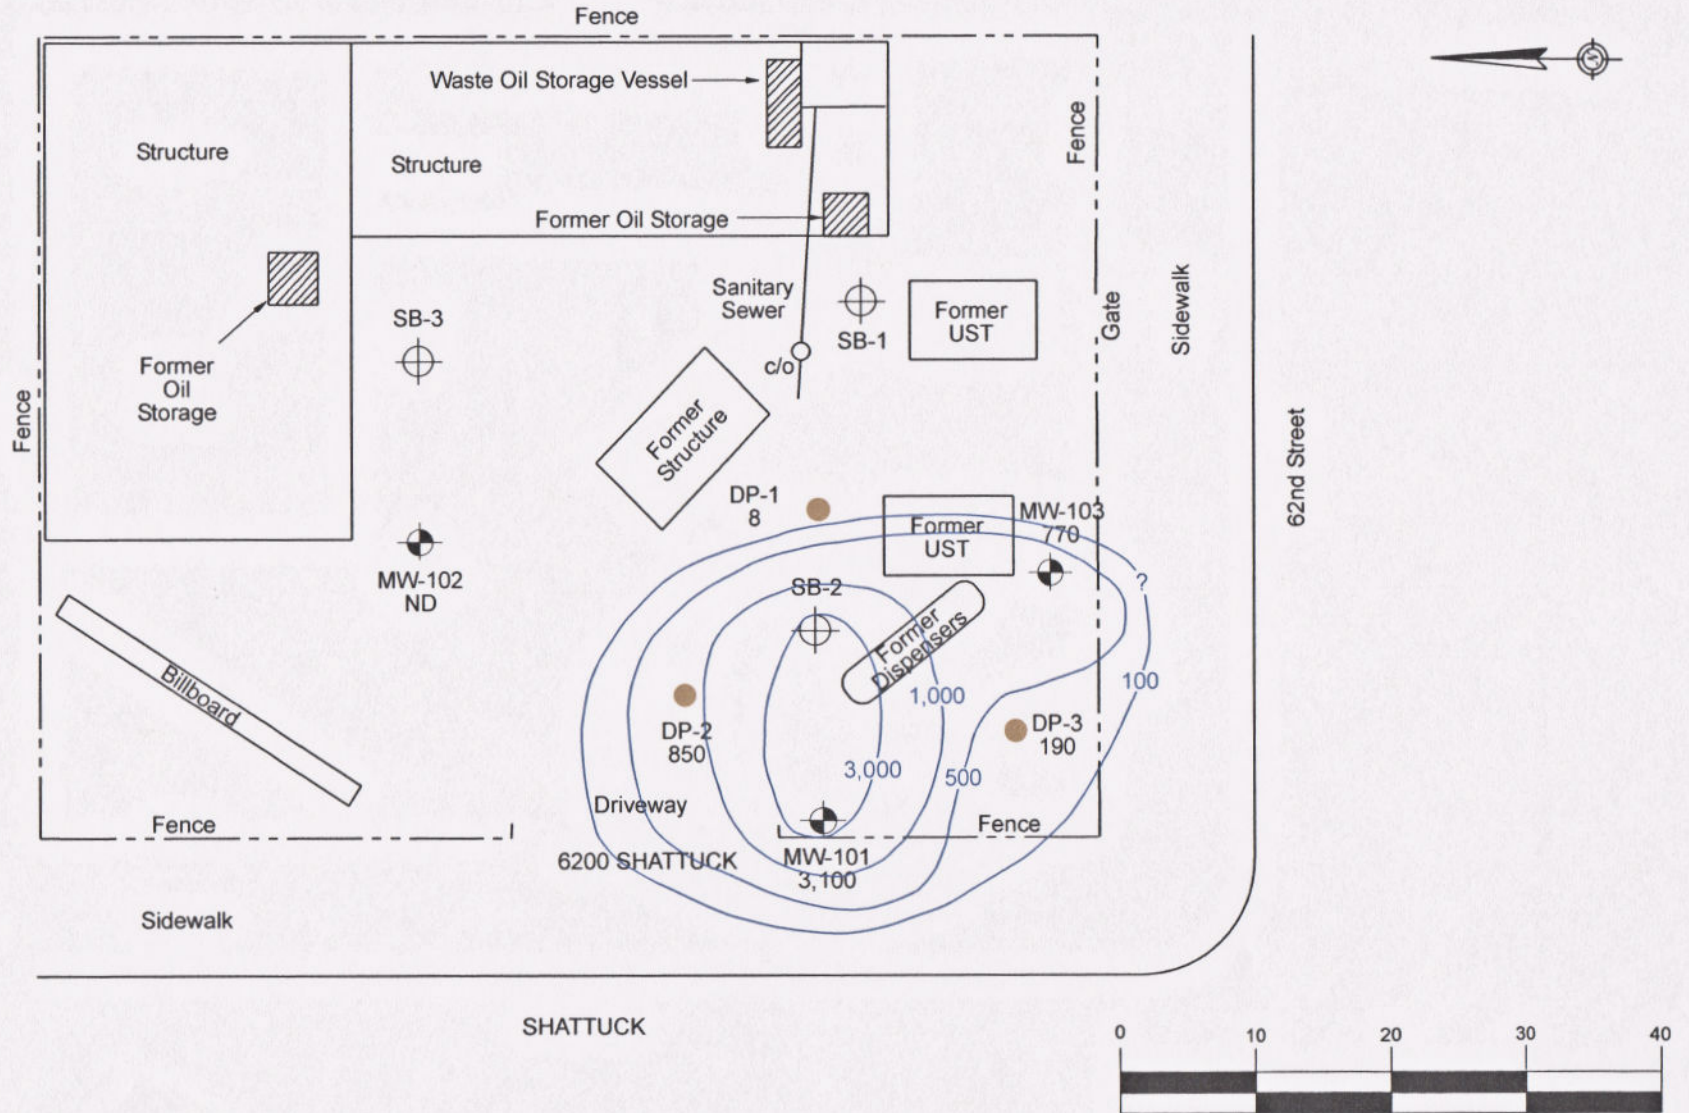 Fence
Waste Oil Storage Vessel
N
Structure
Structure
Fence
Former Oil Storage
Sanitary
Sewer
SB-1
Former
UST
Gate
Sidewalk
SB-3
c/o
Former
Oil
Storage
Fence
Former
Structure
62nd Street
DP-1
8
Former
UST
MW-103
770
MW-102
ND
SB-2
?
Former
Dispensers
Billboard
1,000
100
DP-2
850
DP-3
190
3,000
500
Driveway
Fence
Fence
6200 SHATTUCK
MW-101
3,100
Sidewalk
SHATTUCK
0 10 20 30 40